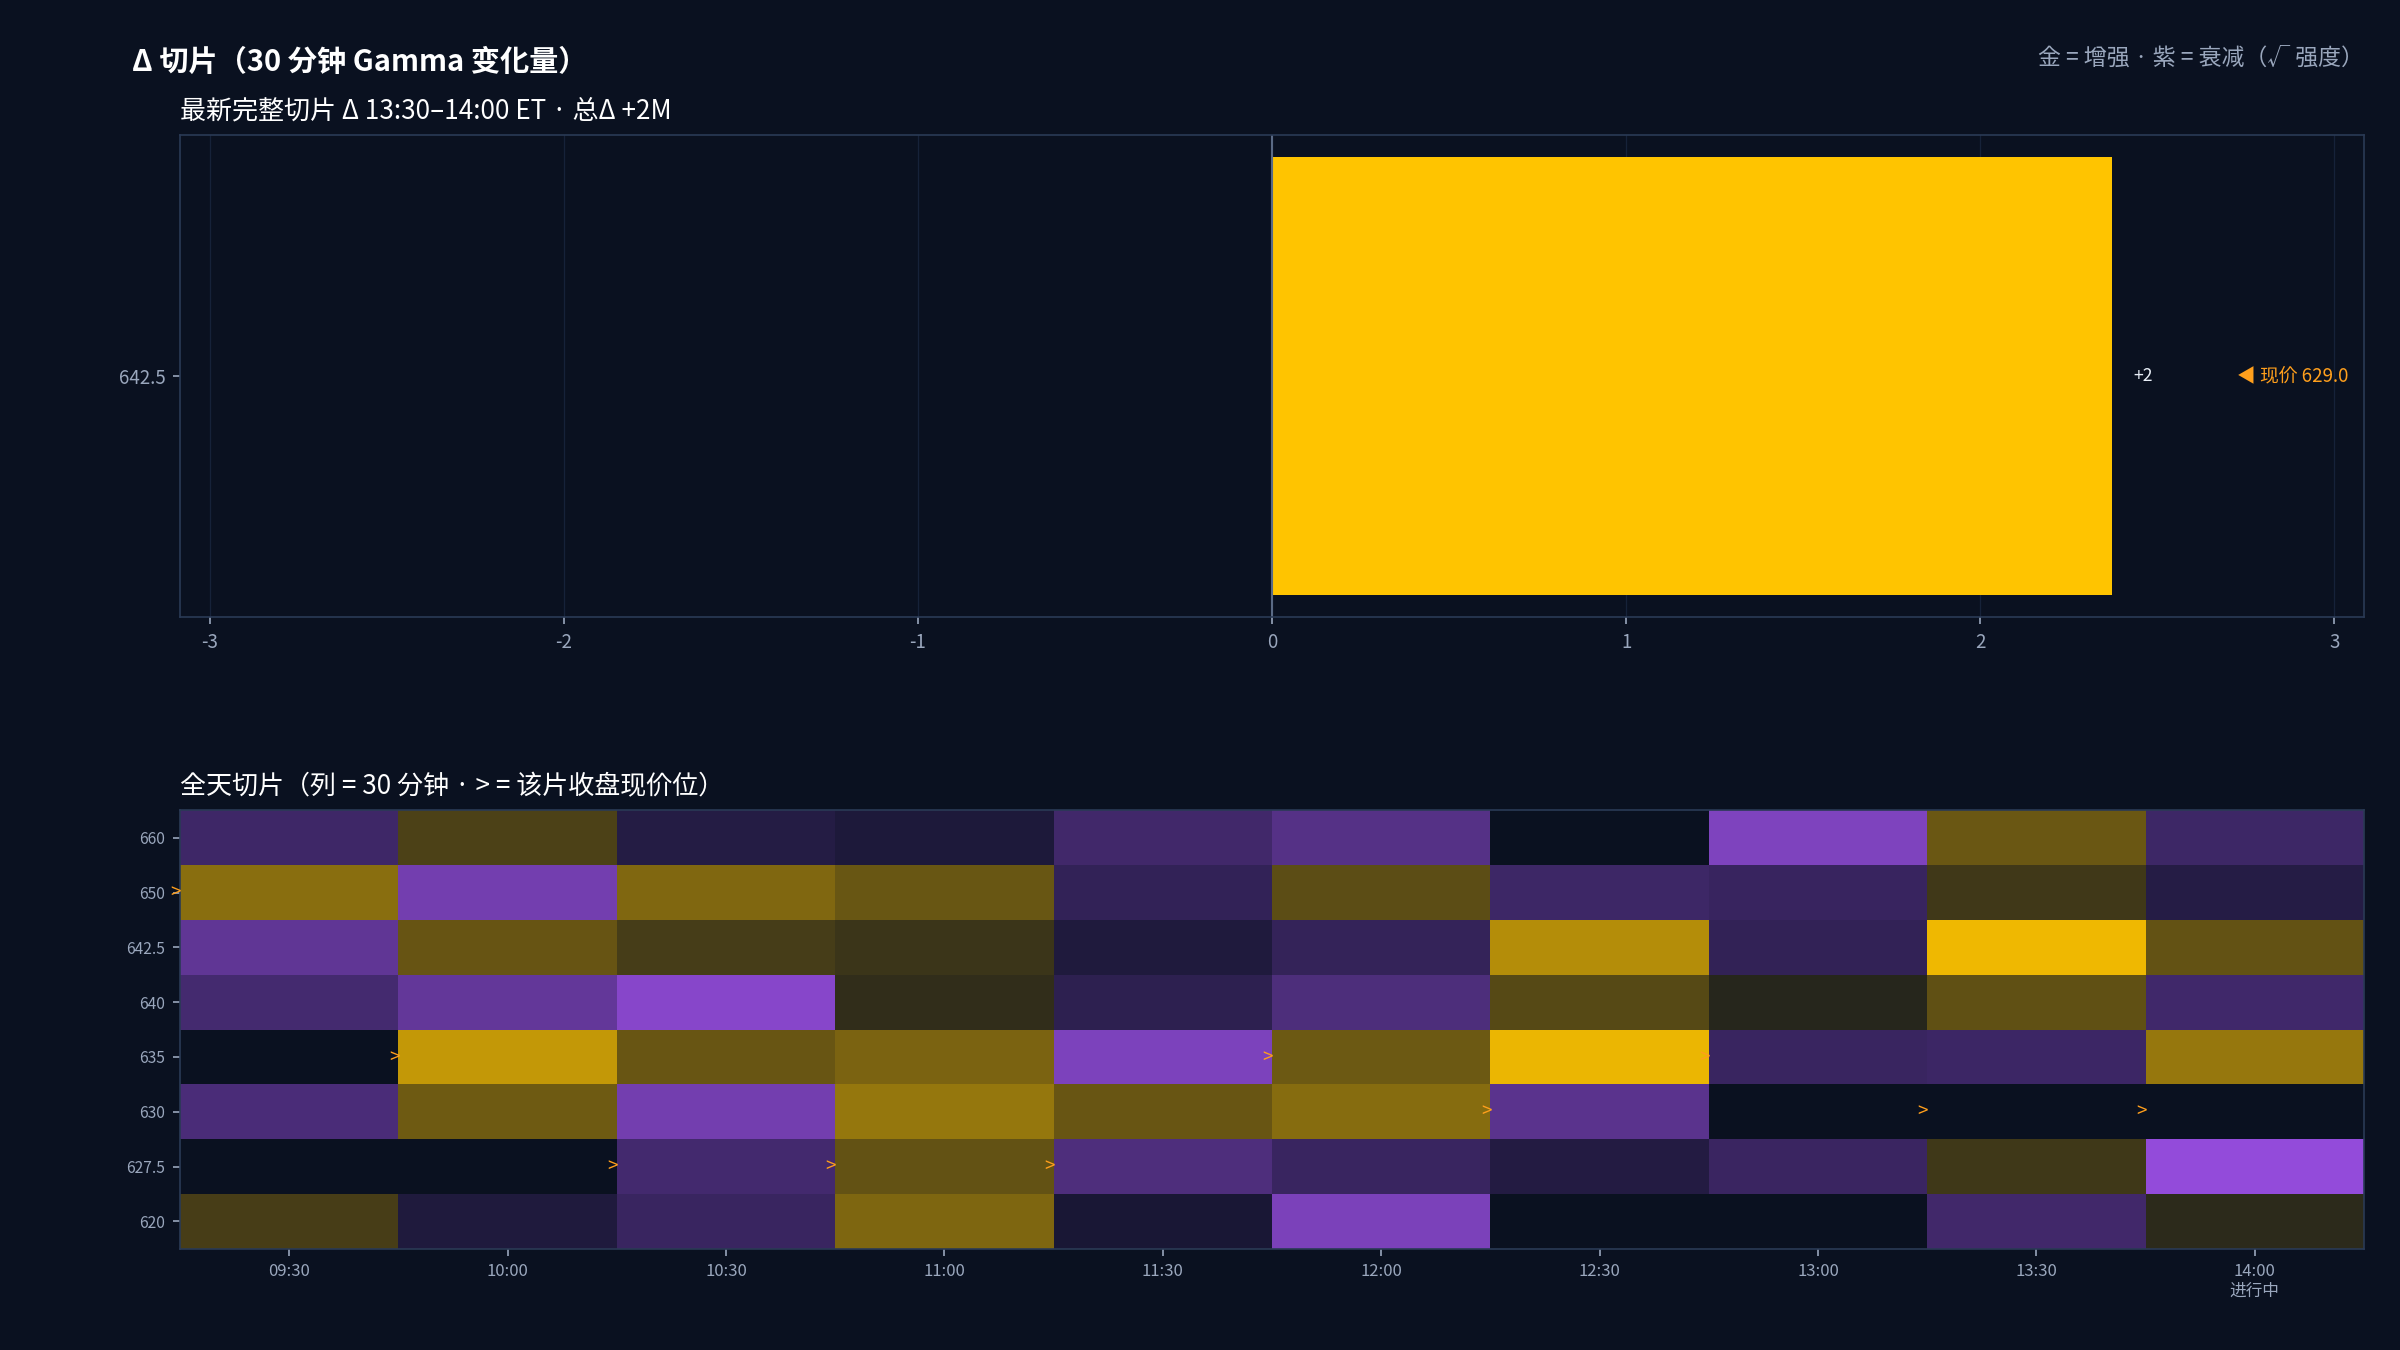 Δ 切片（30 分钟 Gamma 变化量）
金 = 增强 · 紫 = 衰减（√ 强度）
最新完整切片 Δ 13:30–14:00 ET · 总Δ +2M
642.5
+2
◀ 现价 629.0
-3 -2 -1 0 1 2 3
全天切片（列 = 30 分钟 · > = 该片收盘现价位）
660
650 >
642.5
640
635 > >
630 > > >
627.5 > > >
620
09:30 10:00 10:30 11:00 11:30 12:00 12:30 13:00 13:30 14:00
进行中